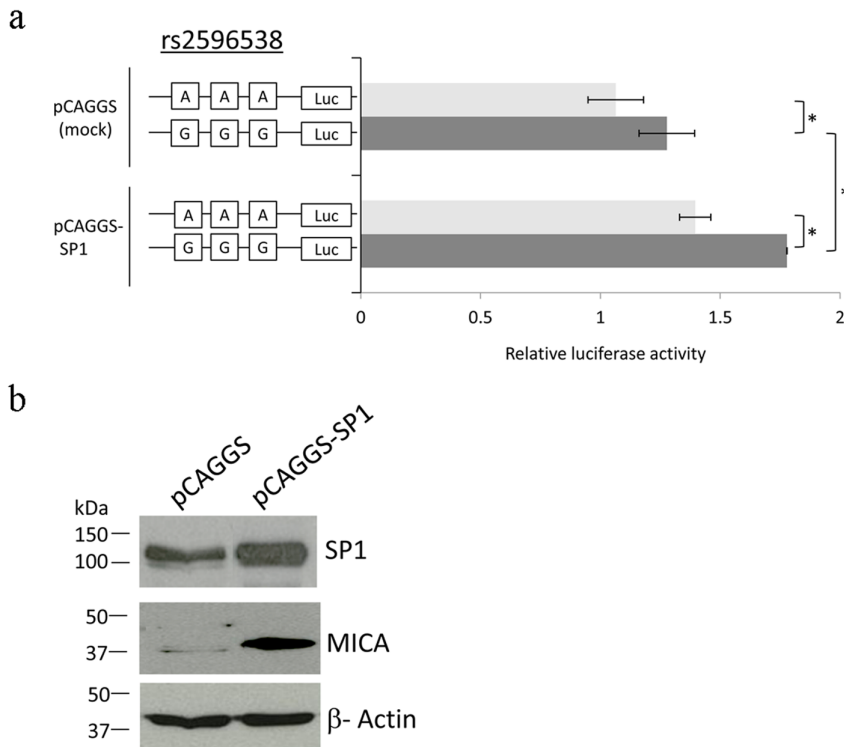 a
rs2596538
pCAGGS
(mock)
A A A Luc
G G G Luc
*
pCAGGS-
SP1
A A A Luc
G G G Luc
*
0 0.5 1 1.5 2
Relative luciferase activity
b
pCAGGS
pCAGGS-SP1
kDa
150
100
SP1
50
37
MICA
50
37
β- Actin